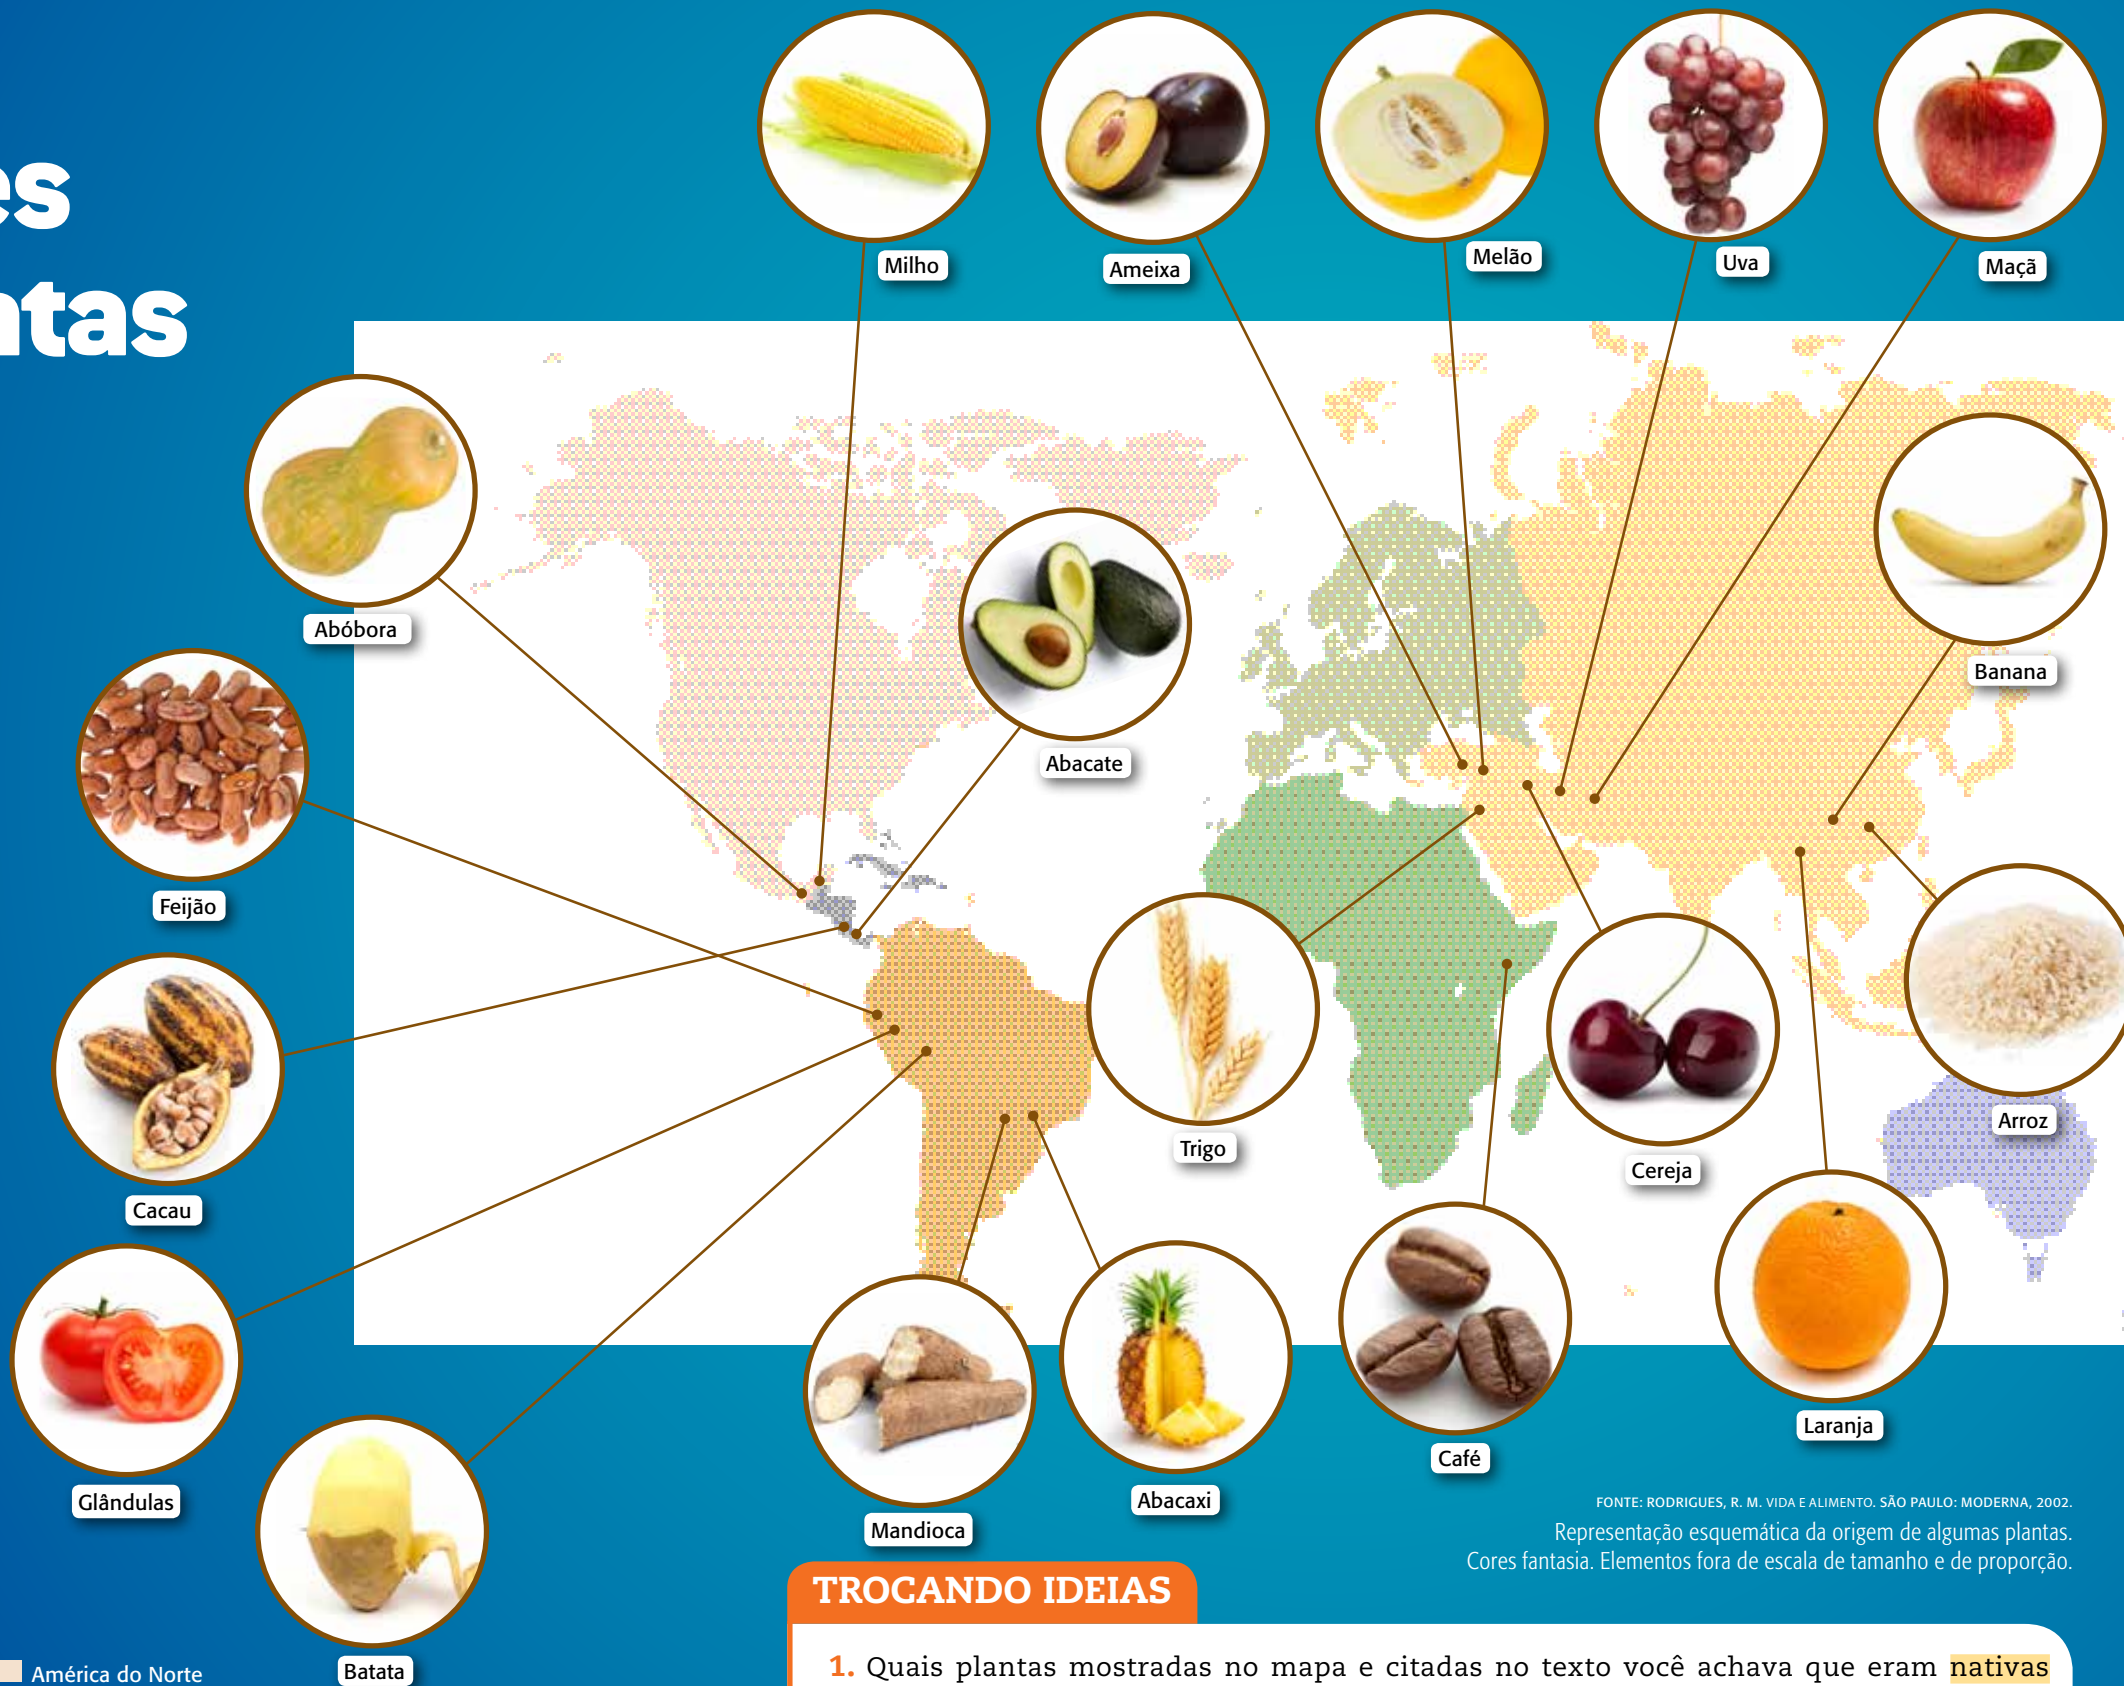 es
ntas
Milho
Ameixa
Melão
Uva
Maçã
Abóbora
Abacate
Banana
Feijão
Cacau
Trigo
Cereja
Arroz
Glândulas
Batata
Mandioca
Abacaxi
Café
Laranja
FONTE: RODRIGUES, R. M. VIDA E ALIMENTO. SÃO PAULO: MODERNA, 2002.
Representação esquemática da origem de algumas plantas.
Cores fantasia. Elementos fora de escala de tamanho e de proporção.
América do Norte
TROCANDO IDEIAS
1. Quais plantas mostradas no mapa e citadas no texto você achava que eram nativas